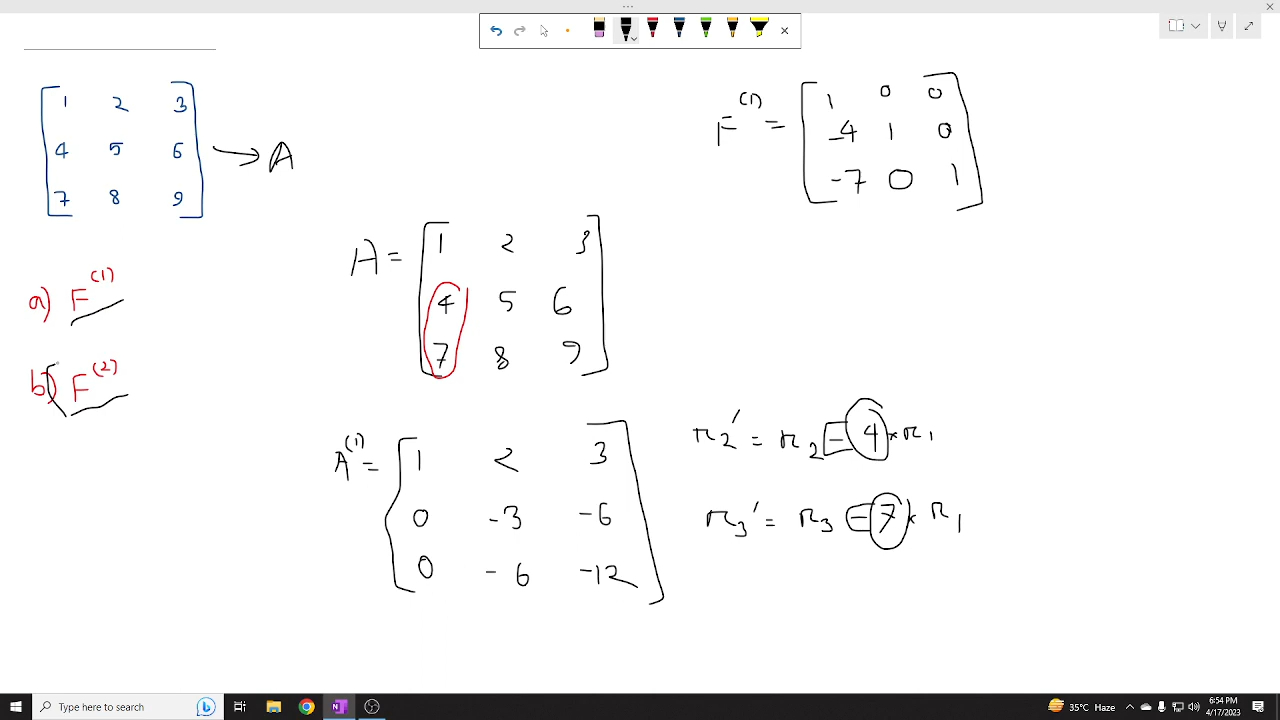 1 2 3
4 5 6 → A
7 8 9
a) F^(1)
b) F^(2)
F^(1) =
1 0 0
-4 1 0
-7 0 1
A =
1 2 3
4 5 6
7 8 9
A^(1) =
1 2 3
0 -3 -6
0 -6 -12
r2' = r2 - 4 * r1
r3' = r3 - 7 * r1
Type here to search
35°C Haze
6:54 PM
4/17/2023